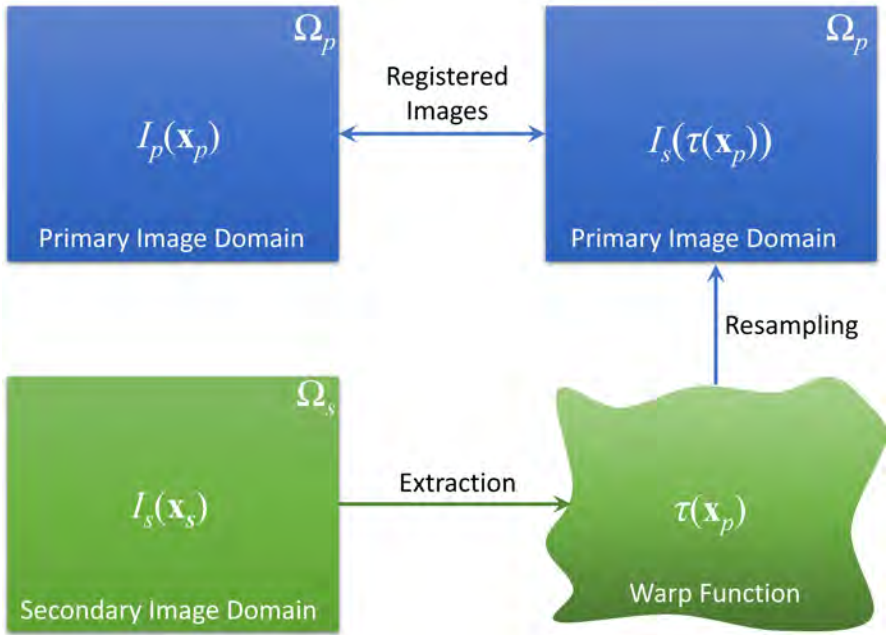 Ωp
Ωp
Registered
Images
Ip(xp)
Is(τ(xp))
Primary Image Domain
Primary Image Domain
Resampling
Ωs
Extraction
Is(xs)
τ(xp)
Warp Function
Secondary Image Domain